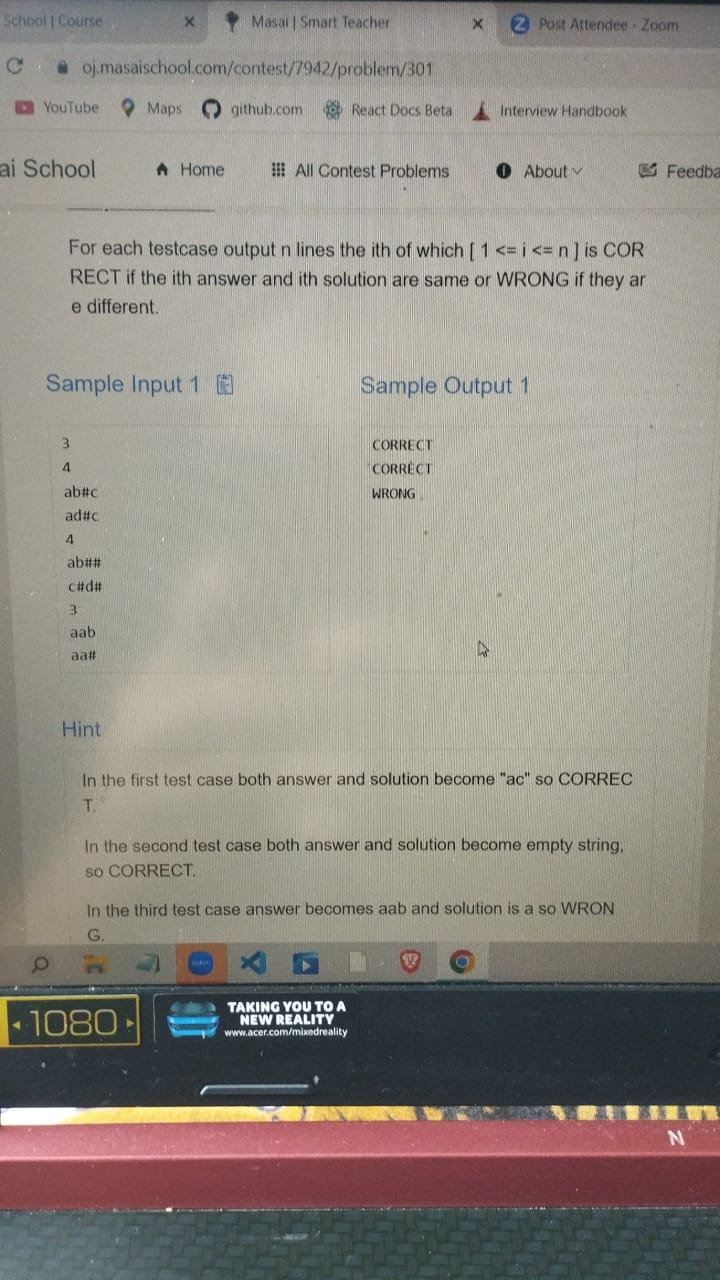 School | Course
Masai | Smart Teacher
Post Attendee - Zoom
oj.masaischool.com/contest/7942/problem/301
YouTube
Maps
github.com
React Docs Beta
Interview Handbook
ai School
Home
All Contest Problems
About
Feedba
For each testcase output n lines the ith of which [ 1 <= i <= n ] is COR
RECT if the ith answer and ith solution are same or WRONG if they ar
e different.
Sample Input 1
3
4
ab#c
ad#c
4
ab##
c#d#
3
aab
aa#
Sample Output 1
CORRECT
CORRECT
WRONG
Hint
In the first test case both answer and solution become "ac" so CORREC
T.
In the second test case both answer and solution become empty string,
so CORRECT.
In the third test case answer becomes aab and solution is a so WRON
G.
1080
TAKING YOU TO A
NEW REALITY
www.acer.com/mixedreality
N